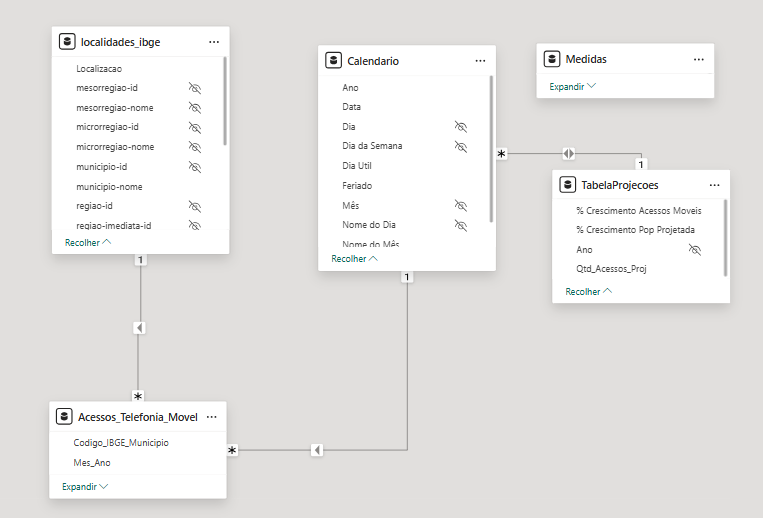 localidades_ibge
...
Localizacao
mesorregiao-id
mesorregiao-nome
microrregiao-id
microrregiao-nome
municipio-id
municipio-nome
regiao-id
regiao-imediata-id
Recolher
1
*
Calendario
...
Ano
Data
Dia
Dia da Semana
Dia Util
Feriado
Mês
Nome do Dia
Nome do Mês
Recolher
1
*
Medidas
...
Expandir
*
1
TabelaProjecoes
...
% Crescimento Acessos Moveis
% Crescimento Pop Projetada
Ano
Qtd_Acessos_Proj
Recolher
Acessos_Telefonia_Movel
...
Codigo_IBGE_Municipio
Mes_Ano
Expandir